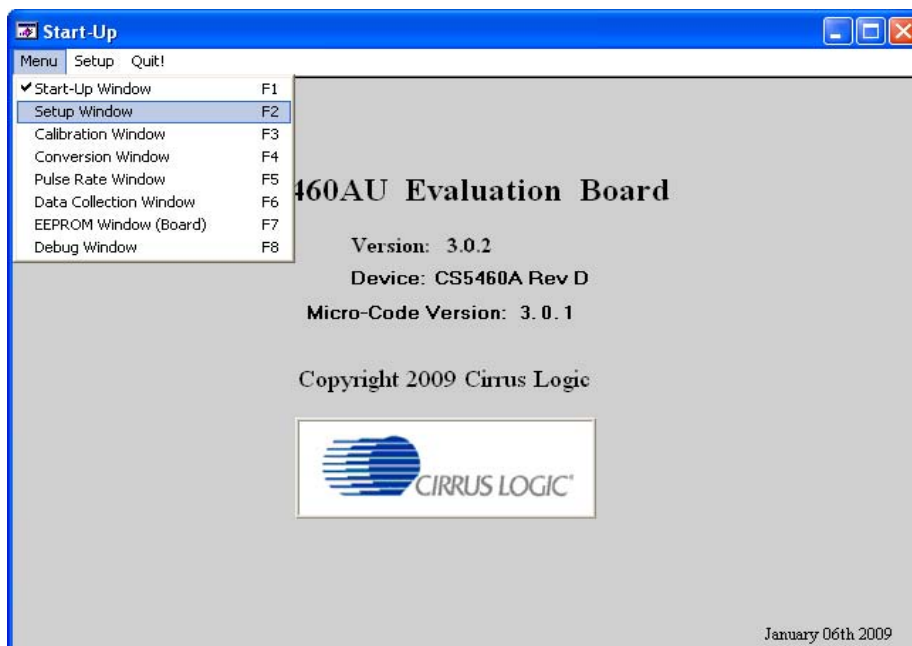 Start-Up
Menu Setup Quit!
Start-Up Window F1
Setup Window F2
Calibration Window F3
Conversion Window F4
Pulse Rate Window F5
Data Collection Window F6
EEPROM Window (Board) F7
Debug Window F8
460AU Evaluation Board
Version: 3.0.2
Device: CS5460A Rev D
Micro-Code Version: 3.0.1
Copyright 2009 Cirrus Logic
CIRRUS LOGIC®
January 06th 2009